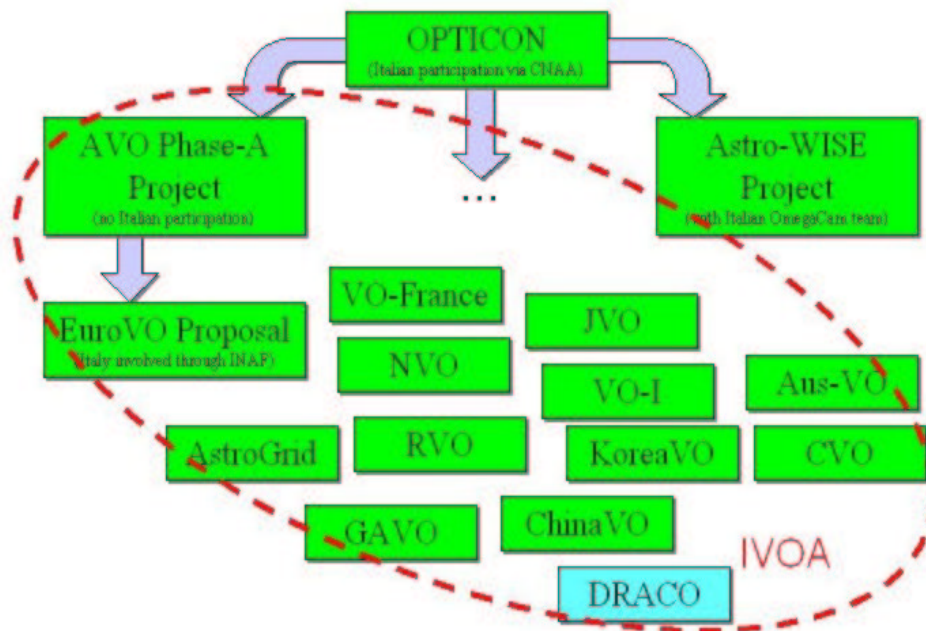 OPTICON
(Italian participation via CNAA)
AVO Phase-A
Project
(no Italian participation)
Astro-WISE
Project
(with Italian OmegaCam team)
...
EuroVO Proposal
(Italy involved through INAF)
VO-France
JVO
NVO
VO-I
Aus-VO
AstroGrid
RVO
KoreaVO
CVO
GAVO
ChinaVO
IVOA
DRACO